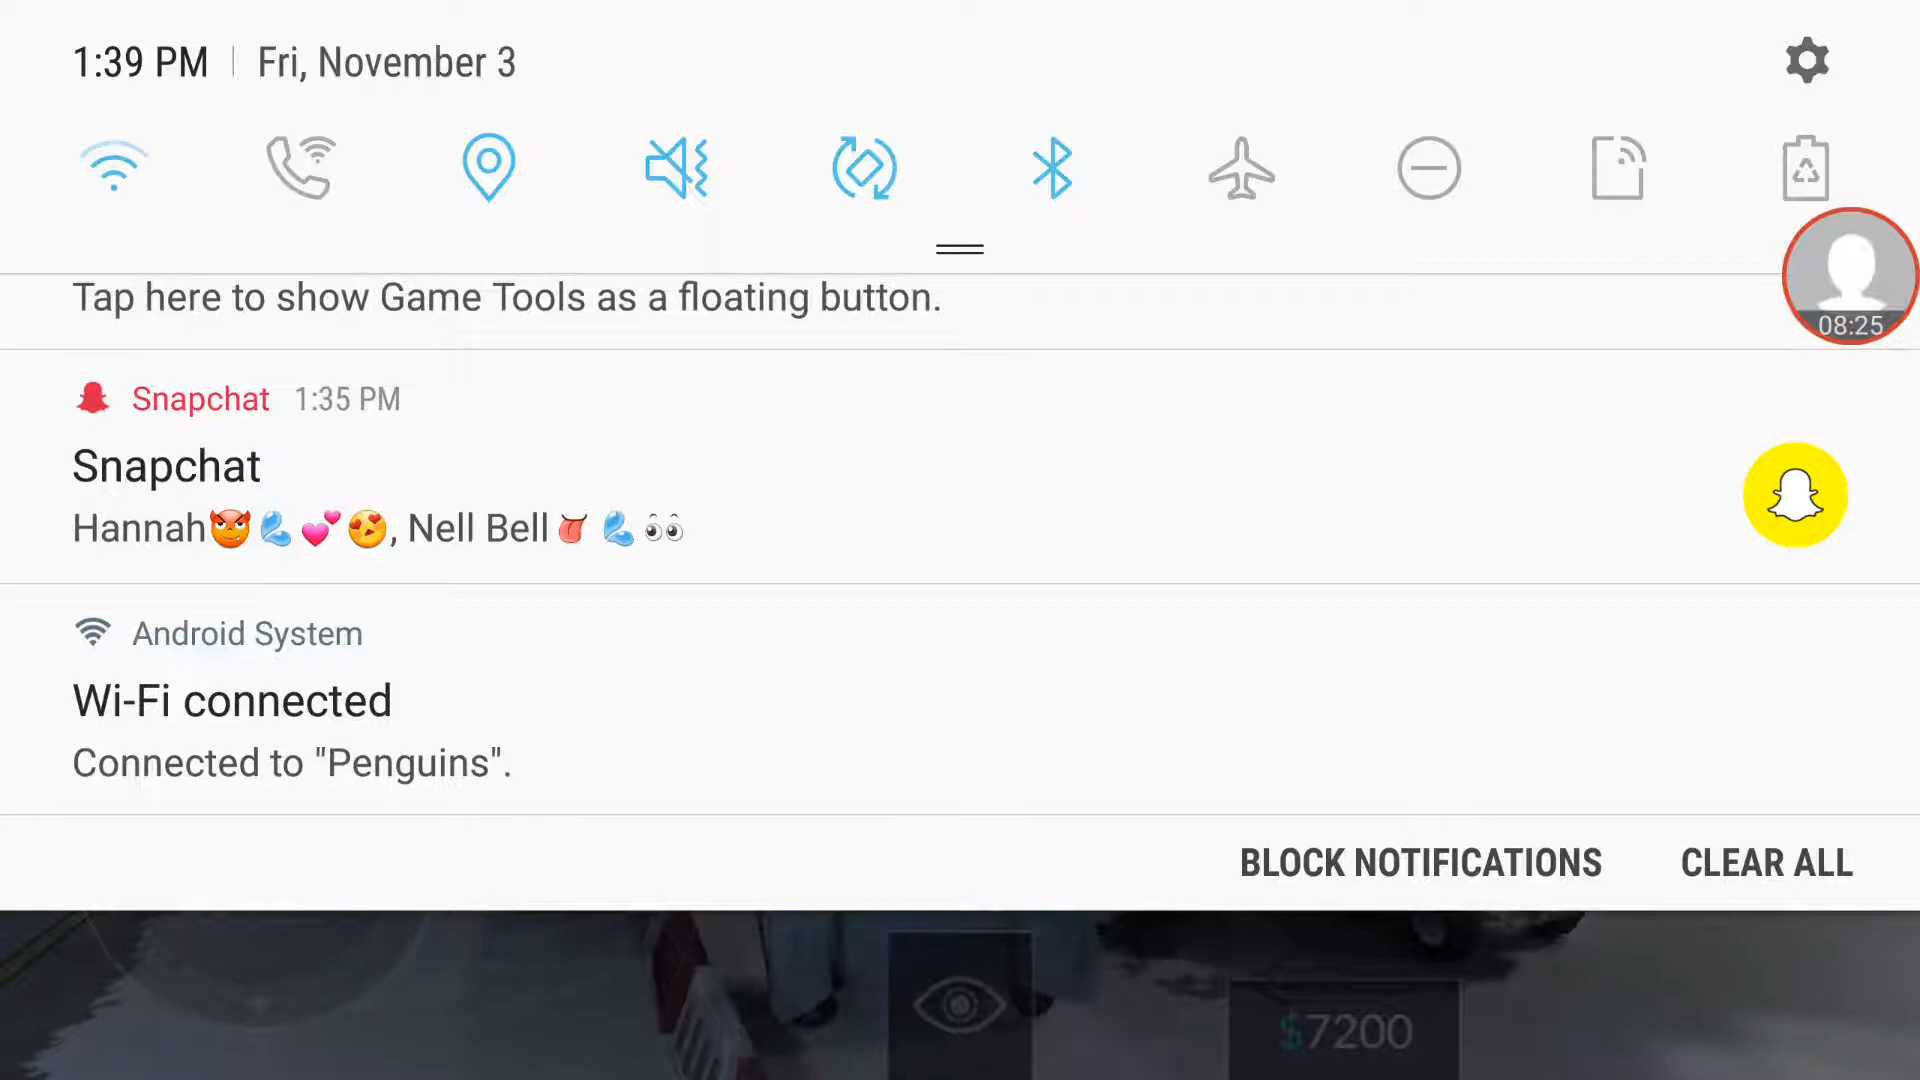 1:39 PM | Fri, November 3
Tap here to show Game Tools as a floating button.
08:25
Snapchat 1:35 PM
Snapchat
Hannah😈💦💕😍, Nell Bell👅💦👀
Android System
Wi-Fi connected
Connected to "Penguins".
BLOCK NOTIFICATIONS CLEAR ALL
$7200